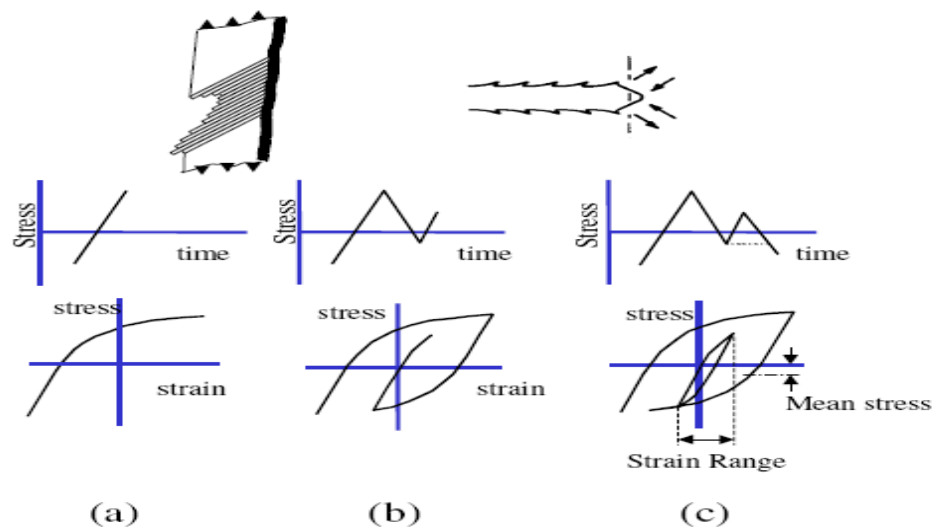 Stress
time
Stress
time
Stress
time
stress
strain
stress
strain
stress
Mean stress
Strain Range
(a)
(b)
(c)